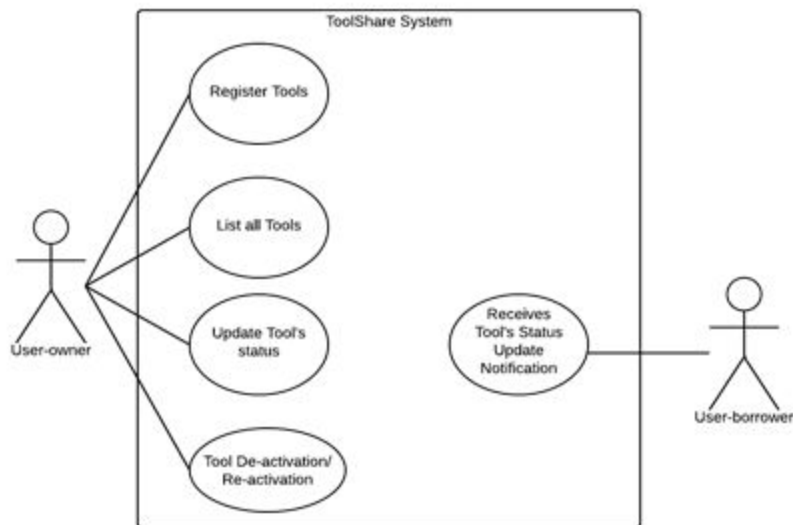 ToolShare System
Register Tools
List all Tools
User-owner
Update Tool's
status
Receives
Tool's Status
Update
Notification
User-borrower
Tool De-activation/
Re-activation